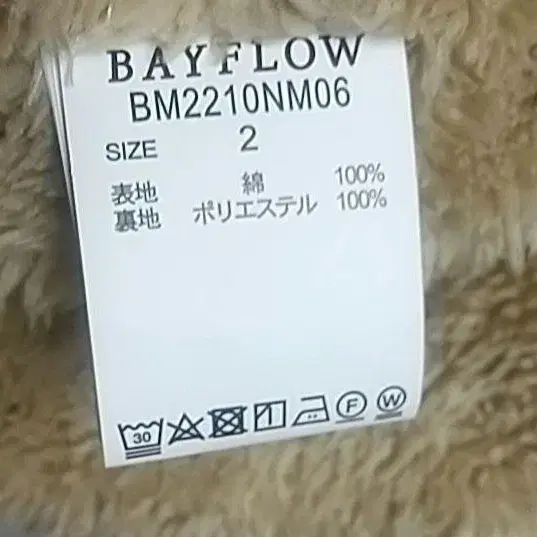 BAYFLOW
BM2210NM06
SIZE 2
表地 綿 100%
裏地 ポリエステル 100%
30 F W